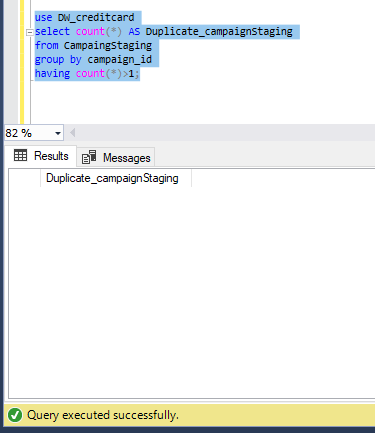 use DW_creditcard
select count(*) AS Duplicate_campaignStaging
from CampaingStaging
group by campaign_id
having count(*)>1;
82 %
Results Messages
Duplicate_campaignStaging
Query executed successfully.